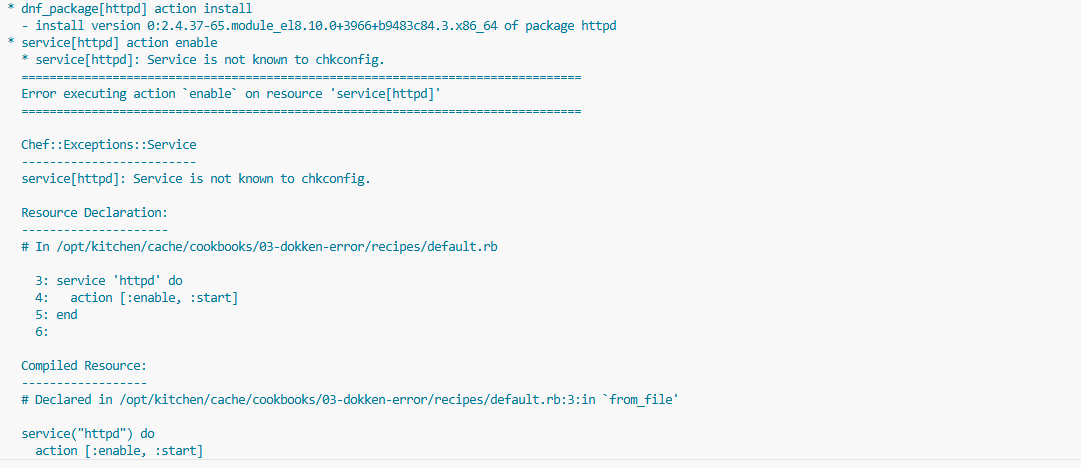 * dnf_package[httpd] action install
  - install version 0:2.4.37-65.module_el8.10.0+3966+b9483c84.3.x86_64 of package httpd
* service[httpd] action enable
  * service[httpd]: Service is not known to chkconfig.
  ================================================================================
  Error executing action `enable` on resource 'service[httpd]'
  ================================================================================

  Chef::Exceptions::Service
  -------------------------
  service[httpd]: Service is not known to chkconfig.

  Resource Declaration:
  ---------------------
  # In /opt/kitchen/cache/cookbooks/03-dokken-error/recipes/default.rb

    3: service 'httpd' do
    4:   action [:enable, :start]
    5: end
    6:

  Compiled Resource:
  ------------------
  # Declared in /opt/kitchen/cache/cookbooks/03-dokken-error/recipes/default.rb:3:in `from_file'

  service("httpd") do
    action [:enable, :start]